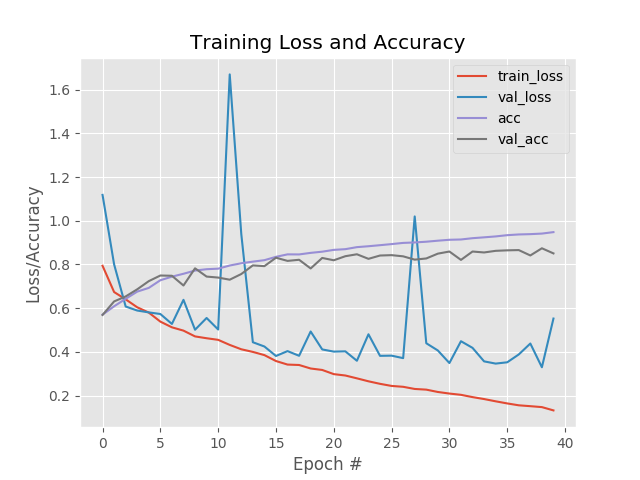 Training Loss and Accuracy
train_loss
val_loss
acc
val_acc
Loss/Accuracy
1.6
1.4
1.2
1.0
0.8
0.6
0.4
0.2
0 5 10 15 20 25 30 35 40
Epoch #